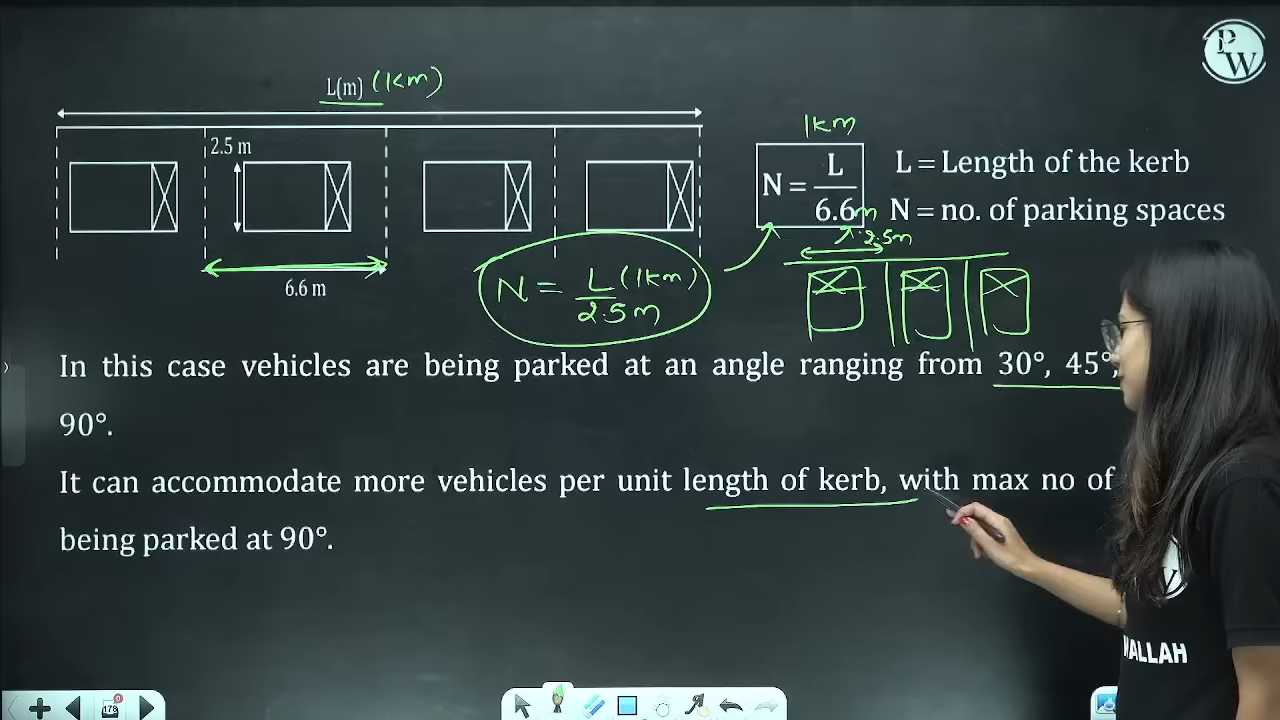 PW
L(m) (1km)
2.5 m
6.6 m
1km
N = L/6.6m
L = Length of the kerb
N = no. of parking spaces
2.5m
N = L (1km)/2.5m
In this case vehicles are being parked at an angle ranging from 30°, 45°,
90°.
It can accommodate more vehicles per unit length of kerb, with max no of
being parked at 90°.
WALLAH
178